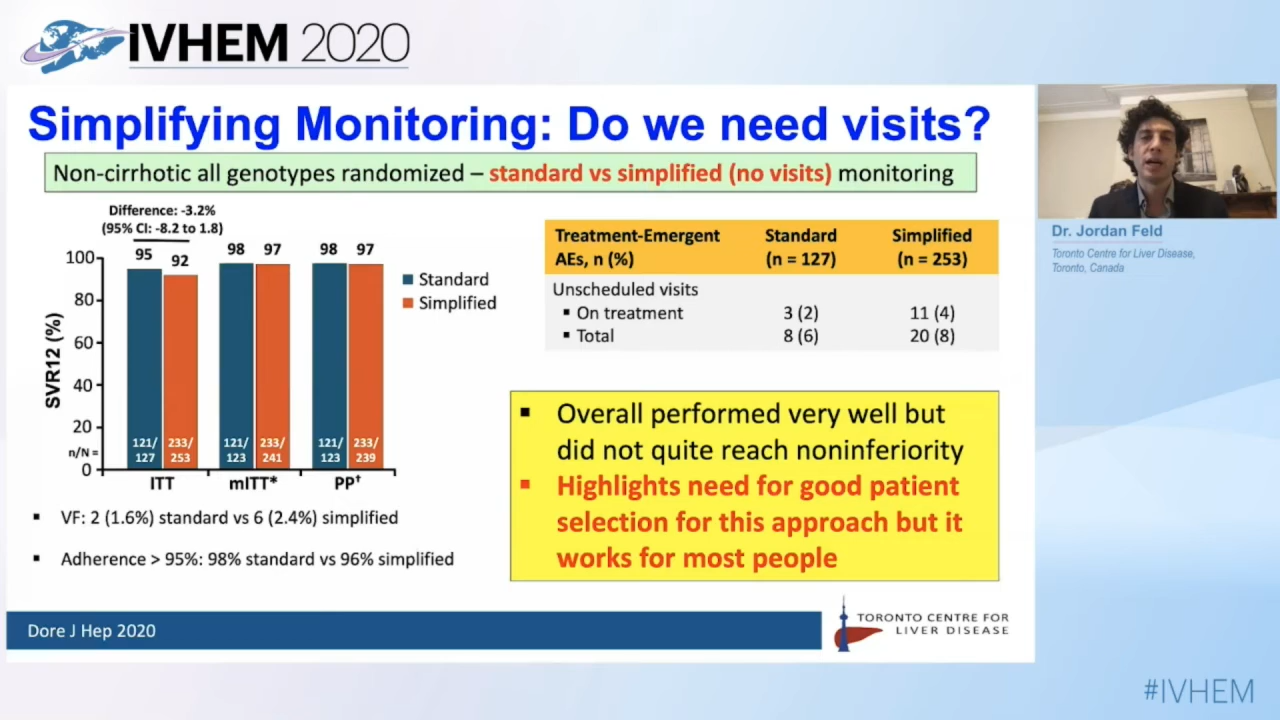 IVHEM 2020
Simplifying Monitoring: Do we need visits?
Non-cirrhotic all genotypes randomized – standard vs simplified (no visits) monitoring
Difference: -3.2%
(95% CI: -8.2 to 1.8)
95 92 98 97 98 97
100
80
60
40
20
0
SVR12 (%)
n/N =
121/ 233/ 121/ 233/ 121/ 233/
127 253 123 241 123 239
ITT mITT* PP†
Standard
Simplified
VF: 2 (1.6%) standard vs 6 (2.4%) simplified
Adherence > 95%: 98% standard vs 96% simplified
Treatment-Emergent Standard Simplified
AEs, n (%) (n = 127) (n = 253)
Unscheduled visits
▪ On treatment 3 (2) 11 (4)
▪ Total 8 (6) 20 (8)
▪ Overall performed very well but
did not quite reach noninferiority
▪ Highlights need for good patient
selection for this approach but it
works for most people
Dore J Hep 2020
TORONTO CENTRE FOR
LIVER DISEASE
Dr. Jordan Feld
Toronto Centre for Liver Disease,
Toronto, Canada
#IVHEM